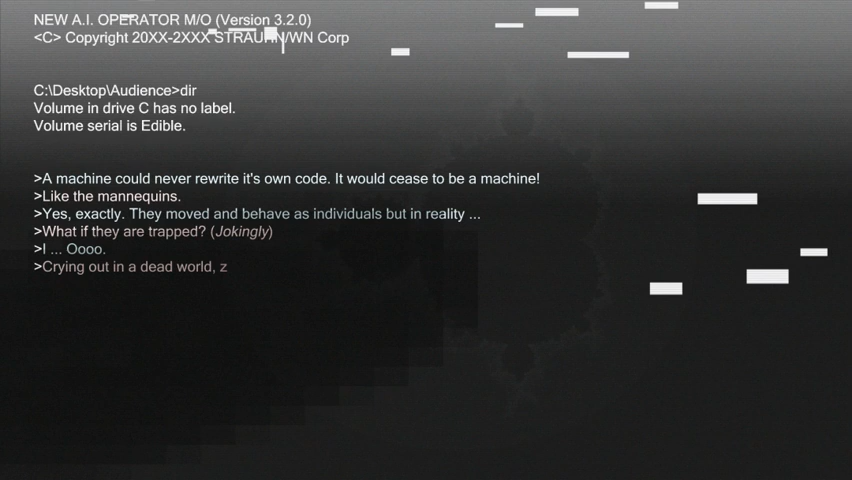 NEW A.I. OPERATOR M/O (Version 3.2.0)
<C> Copyright 20XX-2XXX STRAUHN/WN Corp
C:\Desktop\Audience>dir
Volume in drive C has no label.
Volume serial is Edible.
>A machine could never rewrite it's own code. It would cease to be a machine!
>Like the mannequins.
>Yes, exactly. They moved and behave as individuals but in reality ...
>What if they are trapped? (Jokingly)
>I ... Oooo.
>Crying out in a dead world, z